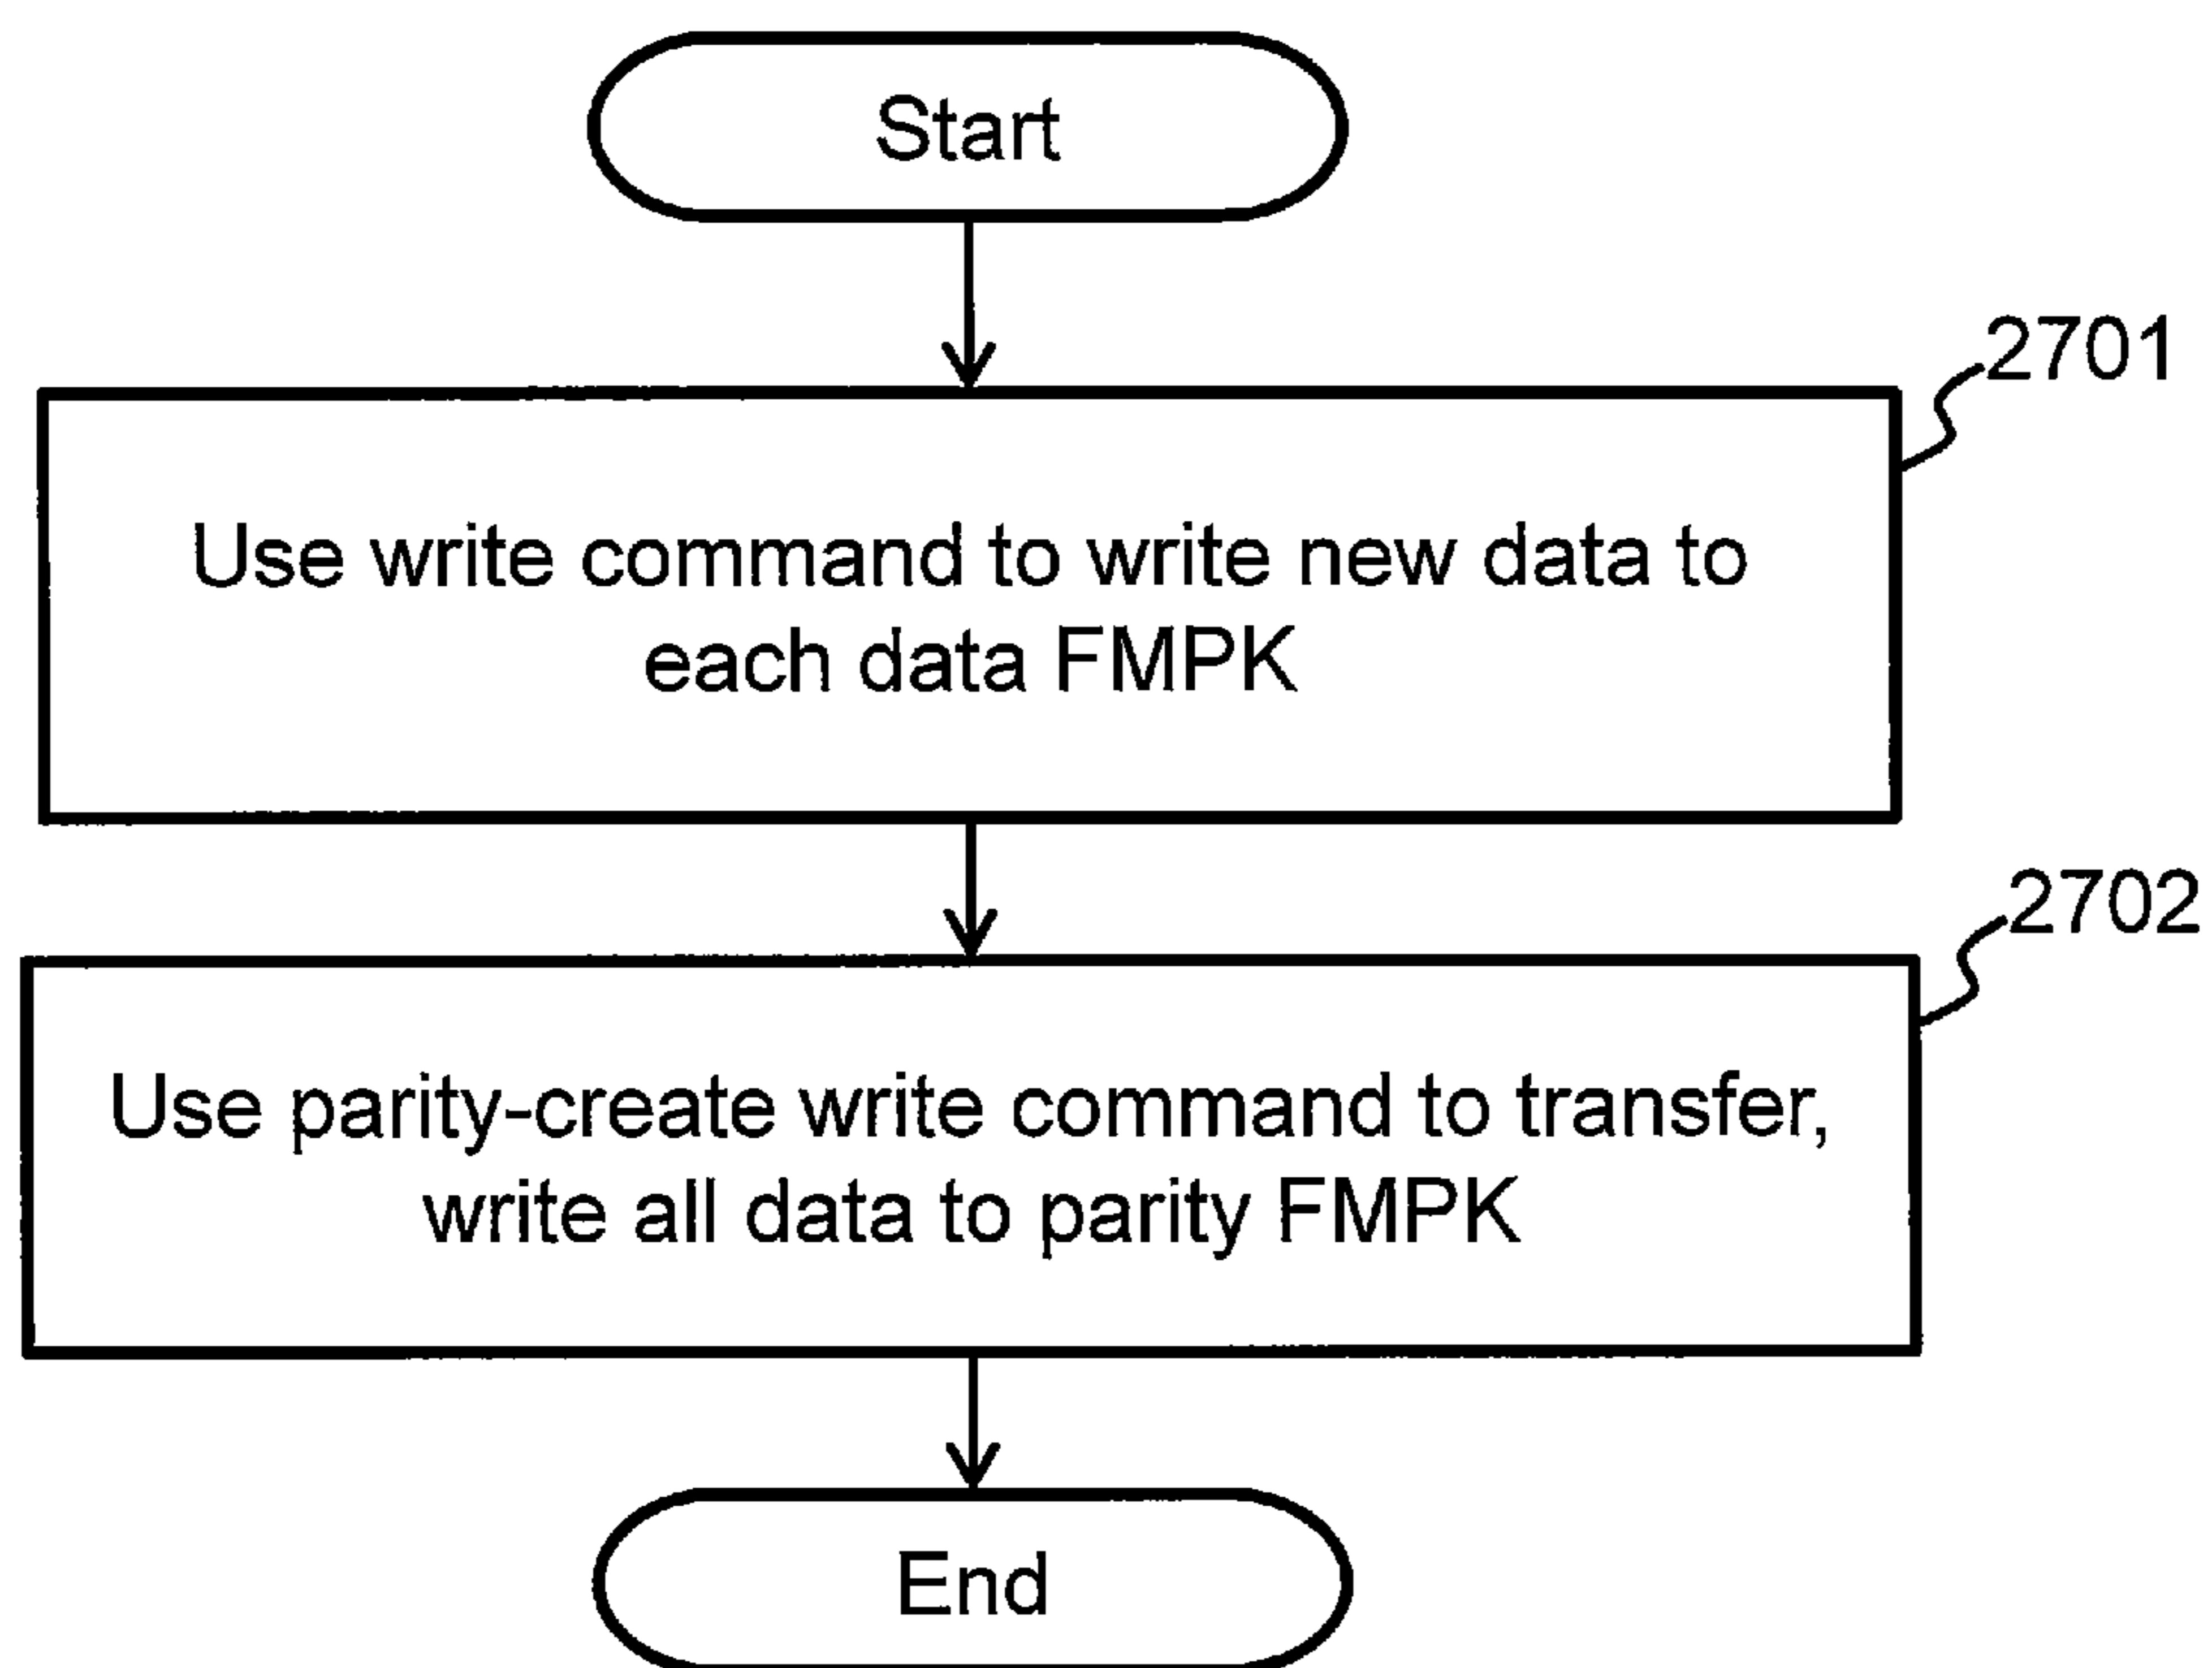 Start
2701
Use write command to write new data to
each data FMPK
2702
Use parity-create write command to transfer,
write all data to parity FMPK
End